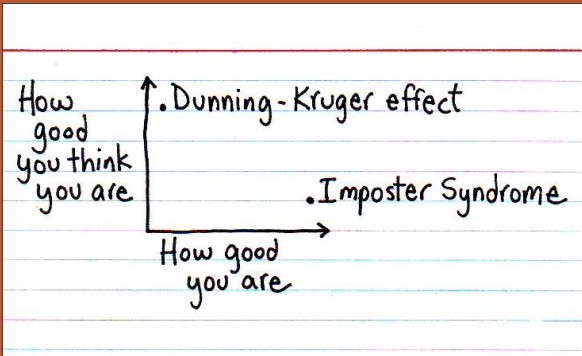 How
good
you think
you are
.Dunning-Kruger effect
.Imposter Syndrome
How good
you are